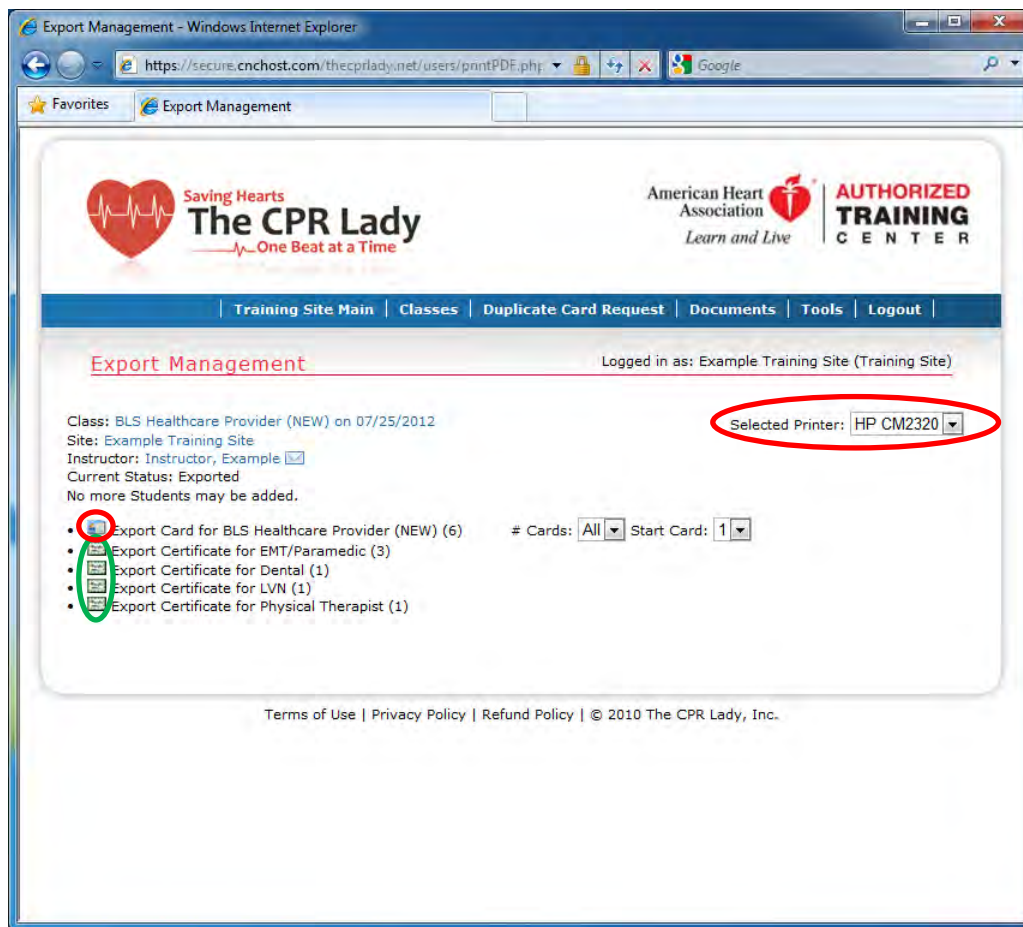 Export Management - Windows Internet Explorer
https://secure.cnchost.com/thecprlady.net/users/printPDF.php
Google
Favorites
Export Management
Saving Hearts
The CPR Lady
One Beat at a Time
American Heart
Association
Learn and Live
AUTHORIZED
TRAINING
CENTER
Training Site Main | Classes | Duplicate Card Request | Documents | Tools | Logout
Export Management
Logged in as: Example Training Site (Training Site)
Class: BLS Healthcare Provider (NEW) on 07/25/2012
Selected Printer: HP CM2320
Site: Example Training Site
Instructor: Instructor, Example
Current Status: Exported
No more Students may be added.
Export Card for BLS Healthcare Provider (NEW) (6) # Cards: All Start Card: 1
Export Certificate for EMT/Paramedic (3)
Export Certificate for Dental (1)
Export Certificate for LVN (1)
Export Certificate for Physical Therapist (1)
Terms of Use | Privacy Policy | Refund Policy | © 2010 The CPR Lady, Inc.